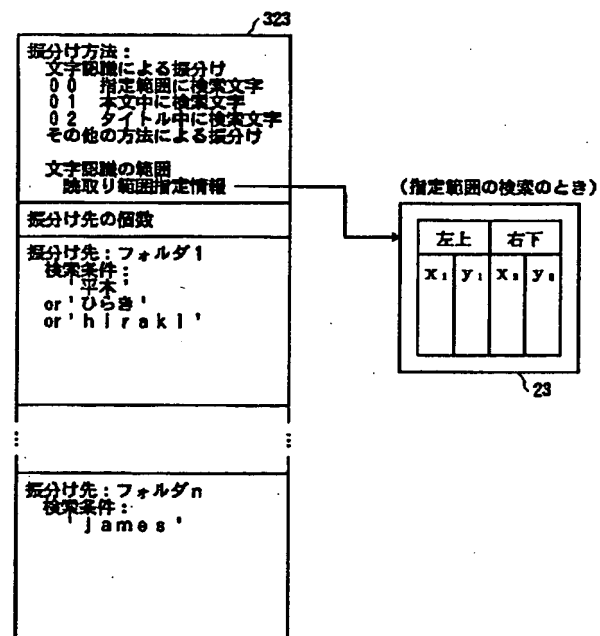 323
振分け方法：
文字認識による振分け
00 指定範囲に検索文字
01 本文中に検索文字
02 タイトル中に検索文字
その他の方法による振分け
文字認識の範囲
読取り範囲指定情報
(指定範囲の検索のとき)
左上 右下
x₁ y₁ x₂ y₂
23
振分け先の個数
振分け先：フォルダ1
検索条件：
'平木'
or'ひらき'
or'hiraki'
振分け先：フォルダn
検索条件：
'james'